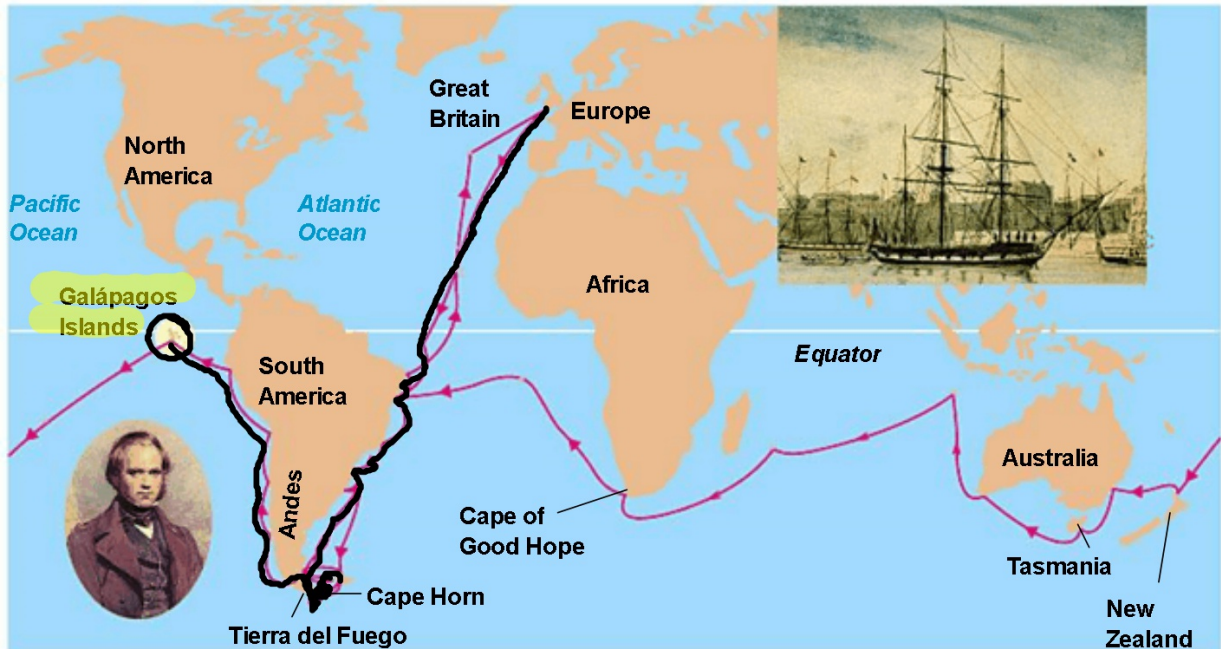 Great
Britain
Europe
North
America
Pacific
Ocean
Atlantic
Ocean
Africa
Galápagos
Islands
Equator
South
America
Andes
Australia
Cape of
Good Hope
Tasmania
Cape Horn
Tierra del Fuego
New
Zealand